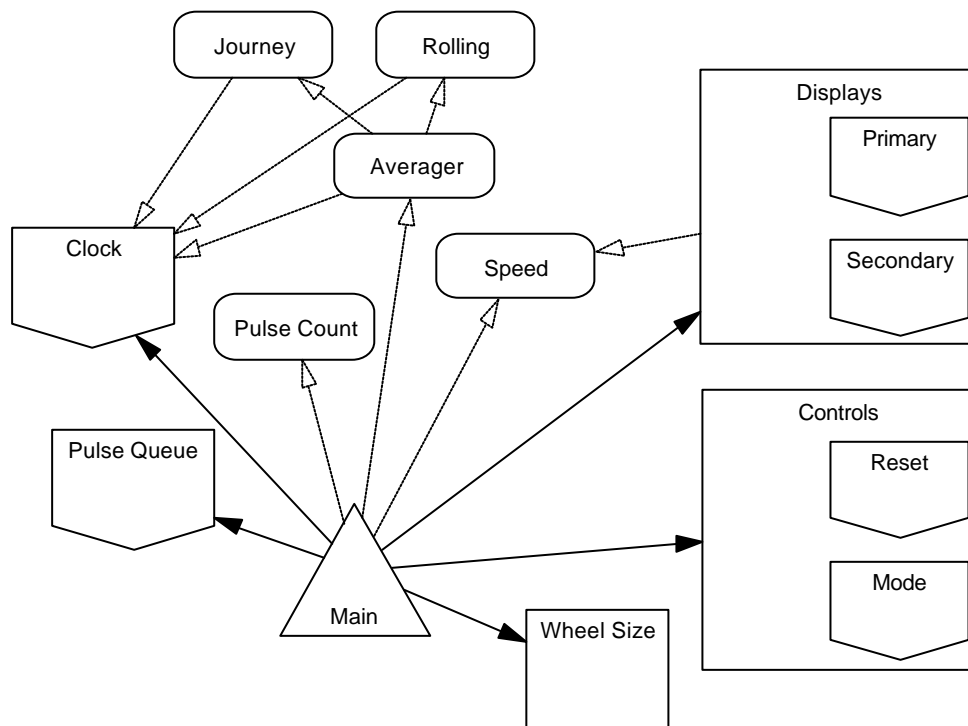 Journey
Rolling
Displays
Primary
Averager
Clock
Speed
Secondary
Pulse Count
Controls
Pulse Queue
Reset
Mode
Main
Wheel Size